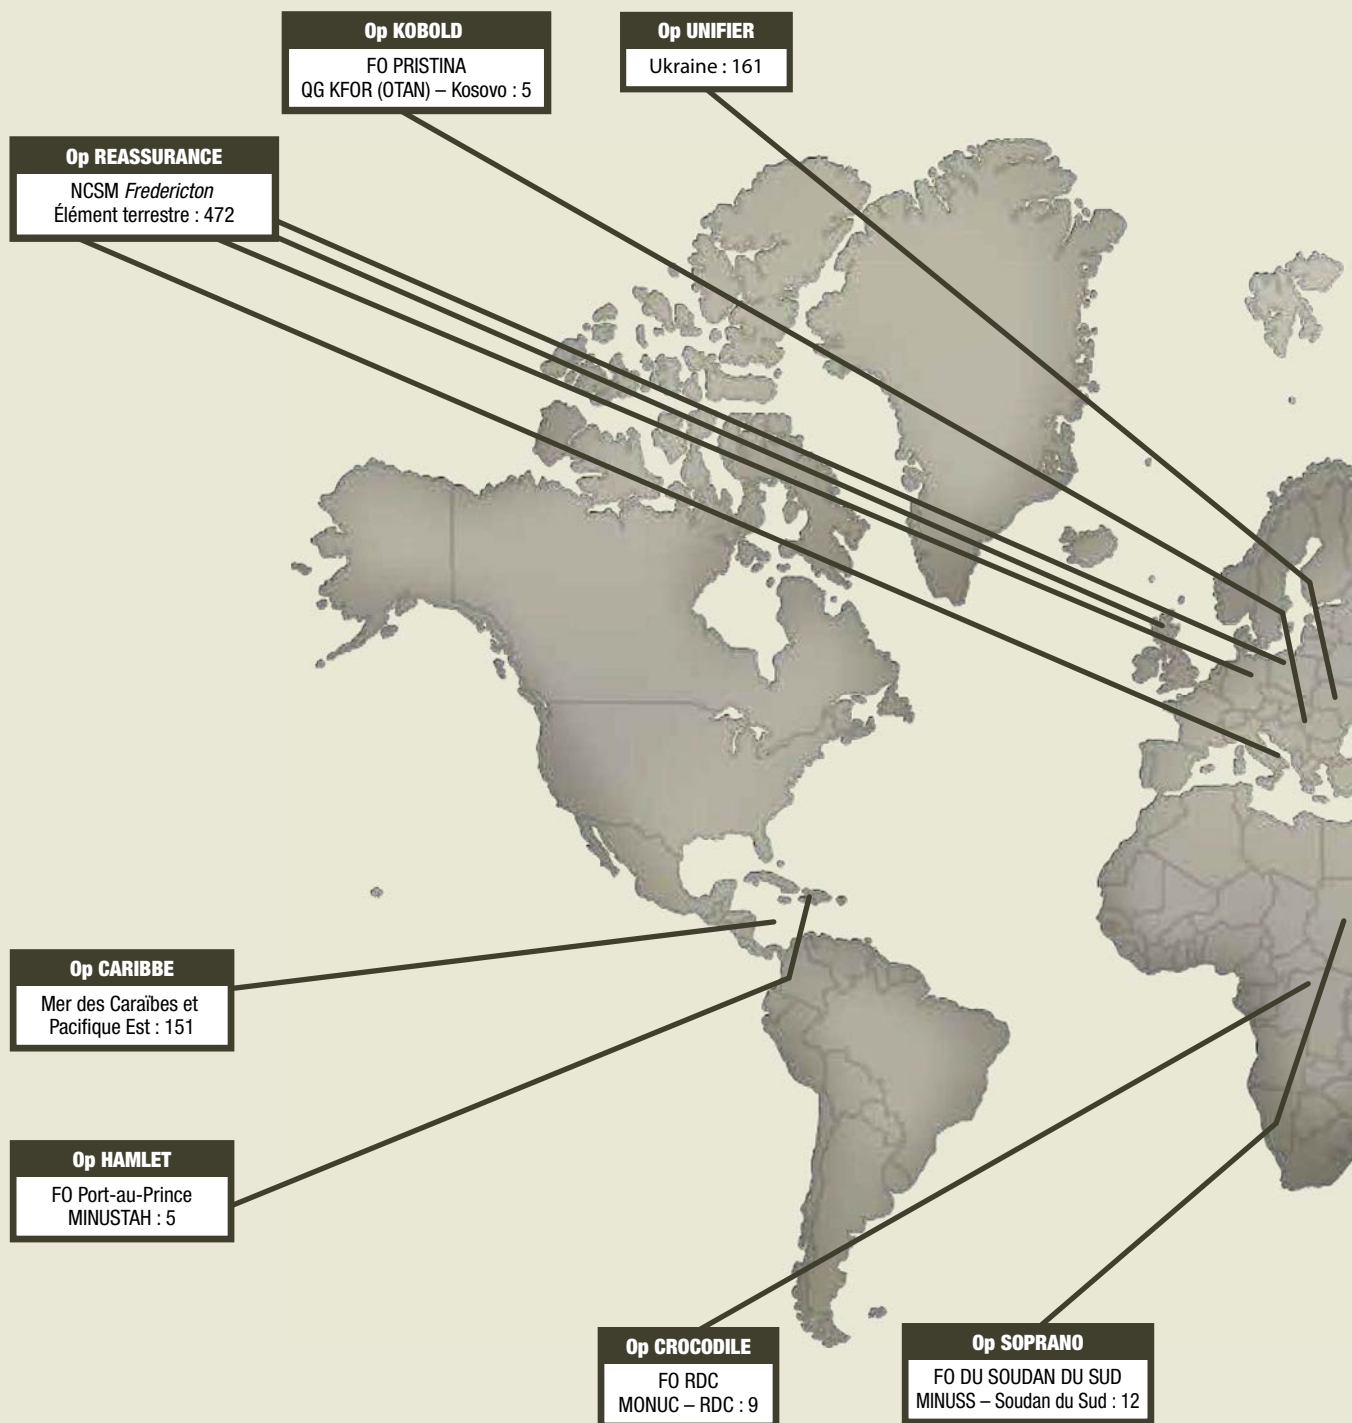 Op KOBOLD
FO PRISTINA
QG KFOR (OTAN) – Kosovo : 5
Op UNIFIER
Ukraine : 161
Op REASSURANCE
NCSM Fredericton
Élément terrestre : 472
Op CARIBBE
Mer des Caraïbes et
Pacifique Est : 151
Op HAMLET
FO Port-au-Prince
MINUSTAH : 5
Op CROCODILE
FO RDC
MONUC – RDC : 9
Op SOPRANO
FO DU SOUDAN DU SUD
MINUSS – Soudan du Sud : 12